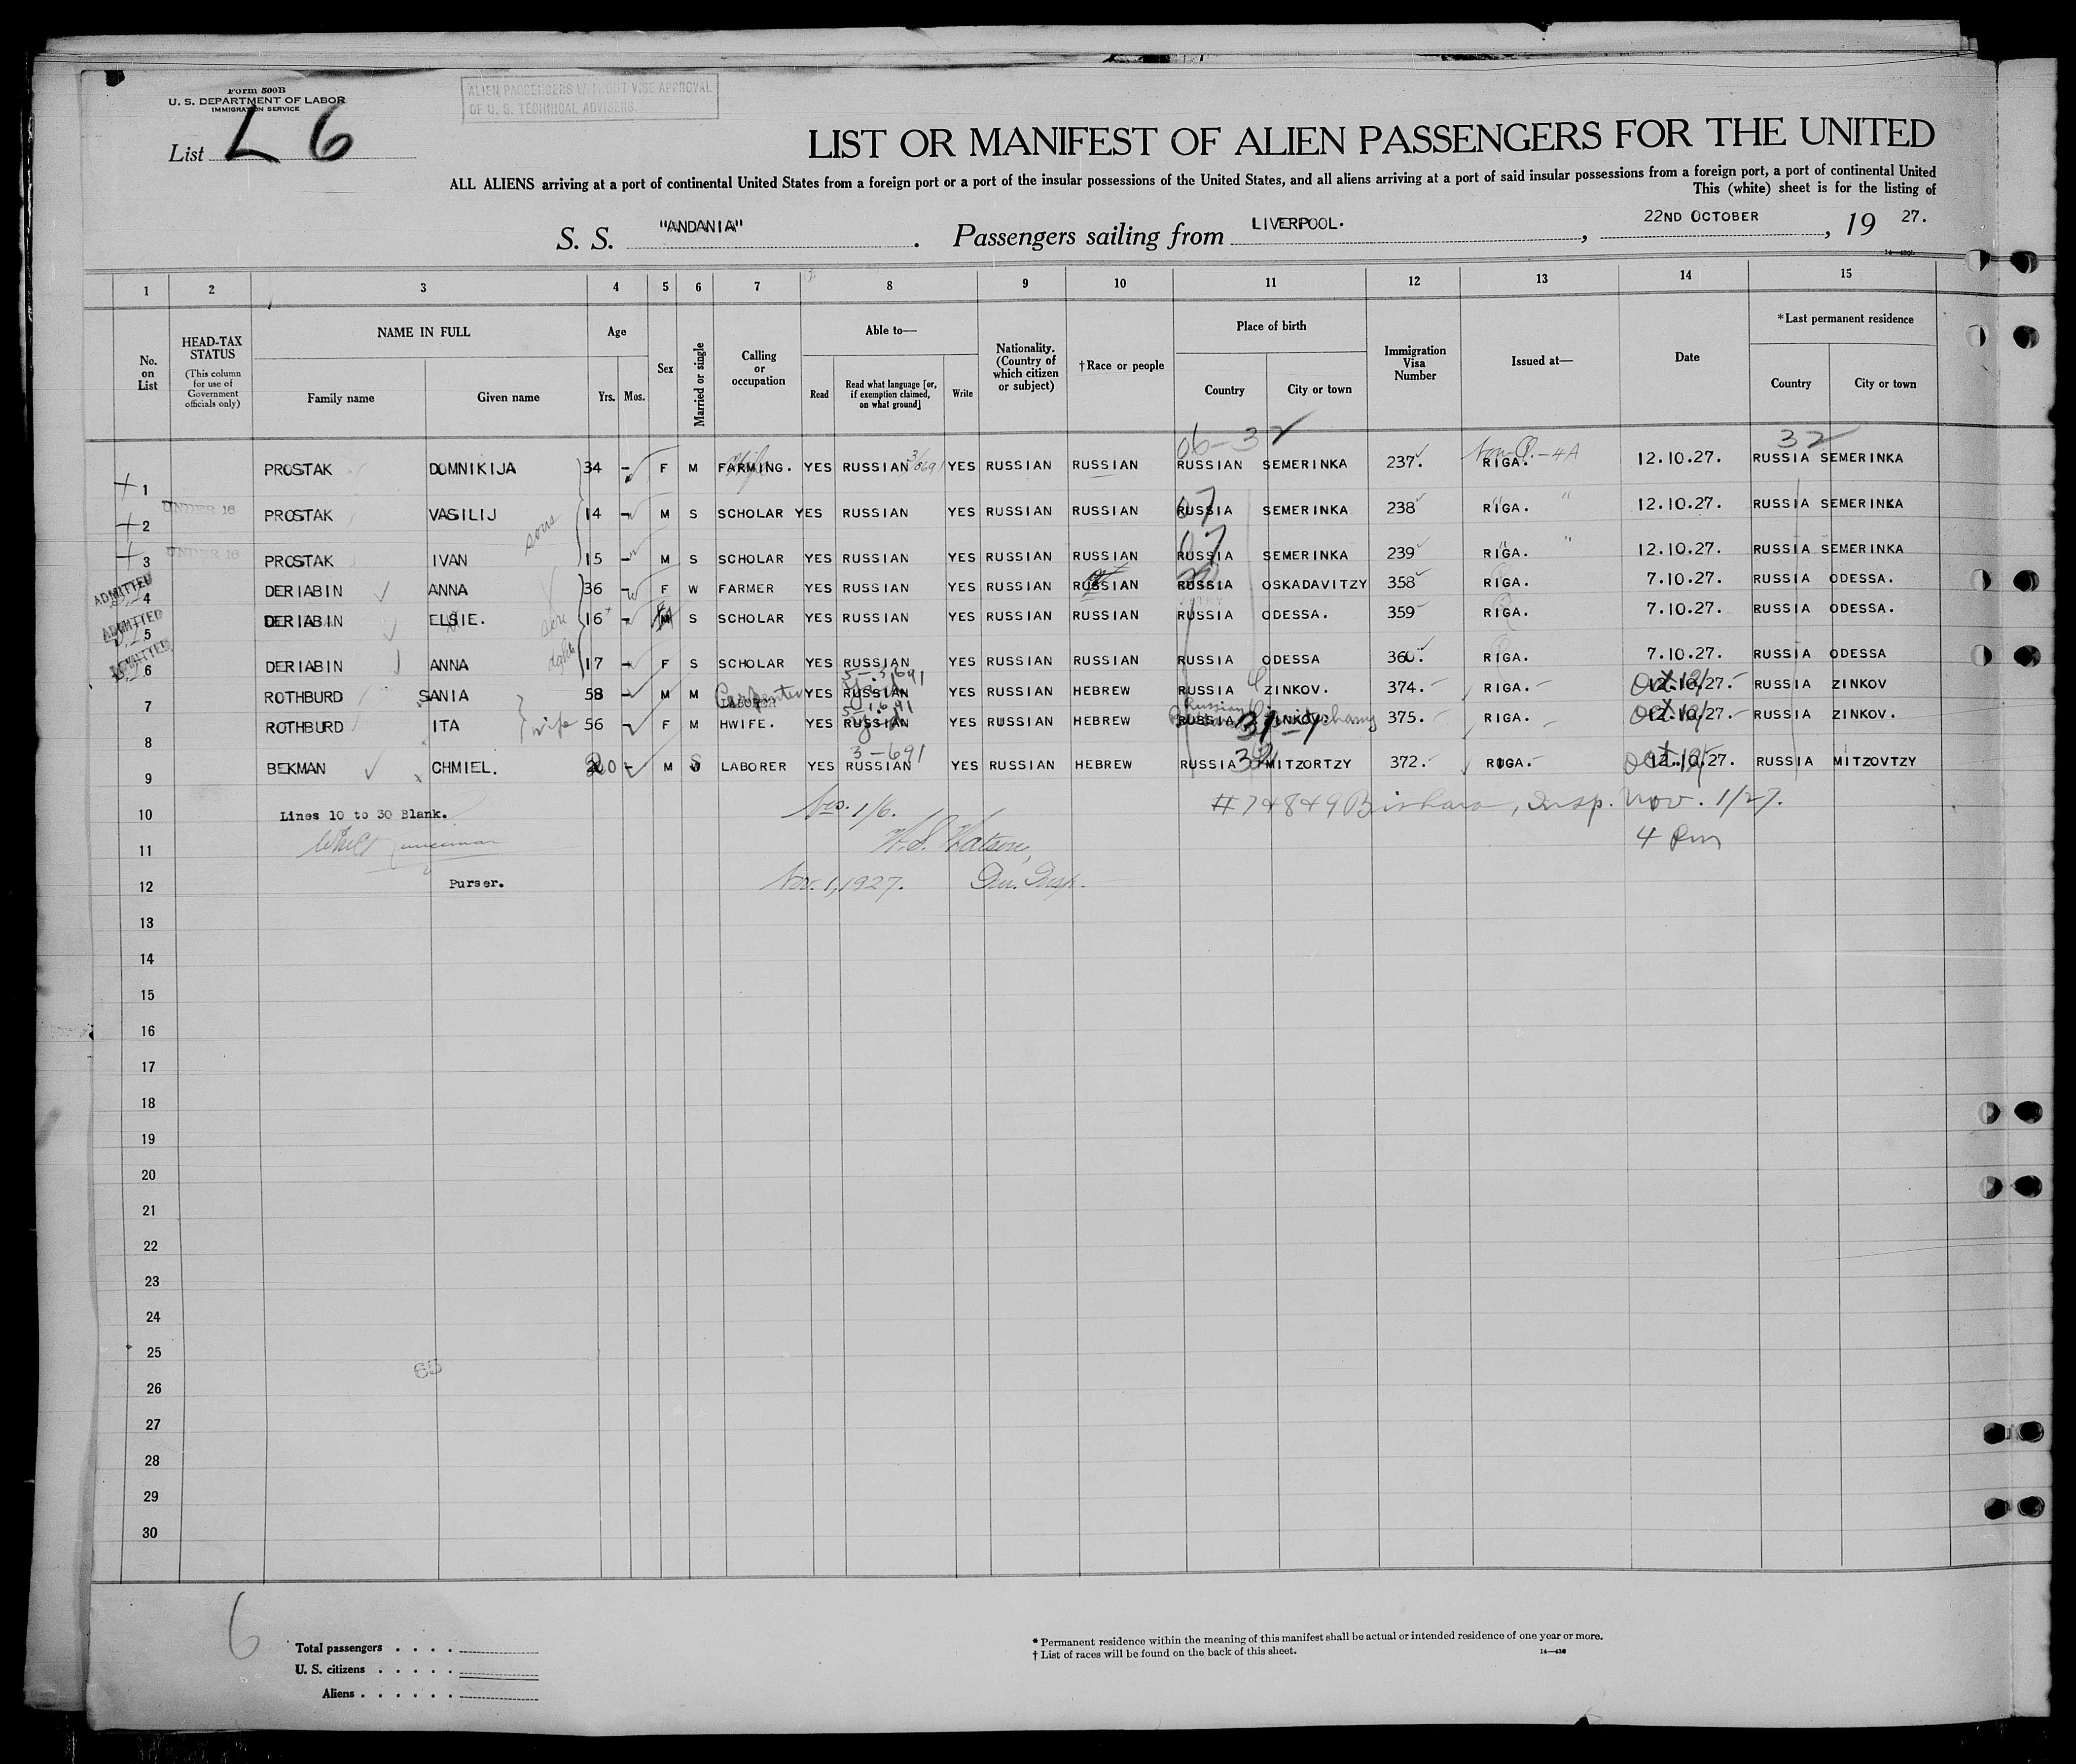 Form 500B
U. S. DEPARTMENT OF LABOR
IMMIGRATION SERVICE
ALIEN PASSENGERS WITHOUT VISE APPROVAL
OF U. S. TECHNICAL ADVISERS.
List L 6
LIST OR MANIFEST OF ALIEN PASSENGERS FOR THE UNITED
ALL ALIENS arriving at a port of continental United States from a foreign port or a port of the insular possessions of the United States, and all aliens arriving at a port of said insular possessions from a foreign port, a port of continental United
This (white) sheet is for the listing of
S. S. "ANDANIA". Passengers sailing from LIVERPOOL. , 22ND OCTOBER , 19 27.
1 2 3 4 5 6 7 8 9 10 11 12 13 14 15
No. on List
HEAD-TAX STATUS
(This column for use of Government officials only)
NAME IN FULL
Family name Given name
Age
Yrs. Mos.
Sex
Married or single
Calling or occupation
Able to—
Read Read what language [or, if exemption claimed, on what ground] Write
Nationality. (Country of which citizen or subject)
†Race or people
Place of birth
Country City or town
Immigration Visa Number
Issued at—
Date
*Last permanent residence
Country City or town
06-32 32
1 PROSTAK DOMNIKIJA 34 - F M FARMING. YES RUSSIAN YES RUSSIAN RUSSIAN RUSSIAN SEMERINKA 237. RIGA. 12.10.27. RUSSIA SEMERINKA
2 UNDER 16 PROSTAK VASILIJ 14 - M S SCHOLAR YES RUSSIAN YES RUSSIAN RUSSIAN RUSSIA SEMERINKA 238 RIGA. " 12.10.27. RUSSIA SEMERINKA
sons
3 UNDER 16 PROSTAK IVAN 15 - M S SCHOLAR YES RUSSIAN YES RUSSIAN RUSSIAN RUSSIA SEMERINKA 239 RIGA. " 12.10.27. RUSSIA SEMERINKA
ADMITTED 4 DERIABIN ANNA 36 - F W FARMER YES RUSSIAN YES RUSSIAN RUSSIAN RUSSIA OSKADAVITZY 358 RIGA. 7.10.27. RUSSIA ODESSA.
ADMITTED 5 DERIABIN ELSIE. 16 - M S SCHOLAR YES RUSSIAN YES RUSSIAN RUSSIAN RUSSIA ODESSA. 359 RIGA. 7.10.27. RUSSIA ODESSA.
ADMITTED 6 DERIABIN ANNA 17 - F S SCHOLAR YES RUSSIAN YES RUSSIAN RUSSIAN RUSSIA ODESSA 360. RIGA. 7.10.27. RUSSIA ODESSA
7 ROTHBURD SANIA 58 - M M Carpenter YES RUSSIAN YES RUSSIAN HEBREW RUSSIA ZINKOV. 374. RIGA. 12.10.27. RUSSIA ZINKOV
8 ROTHBURD ITA wife 56 - F M HWIFE. YES RUSSIAN YES RUSSIAN HEBREW RUSSIA ZINKOV. 375. RIGA. 12.10.27. RUSSIA ZINKOV.
3-691
9 BEKMAN CHMIEL. 20 - M S LABORER YES RUSSIAN YES RUSSIAN HEBREW RUSSIA 32 MITZORTZY 372. RIGA. 12.10.27. RUSSIA MITZOVTZY
10 Lines 10 to 30 Blank. Nos. 1/6. Insp. Nov. 1/27.
11 W. S. Watson, 4 Pm
12 Purser. Nov. 1, 1927.
13
14
15
16
17
18
19
20
21
22
23
24
25
26
27
28
29
30
6
Total passengers . . . .
U. S. citizens . . . . .
Aliens . . . . . .
* Permanent residence within the meaning of this manifest shall be actual or intended residence of one year or more.
† List of races will be found on the back of this sheet.
14—430